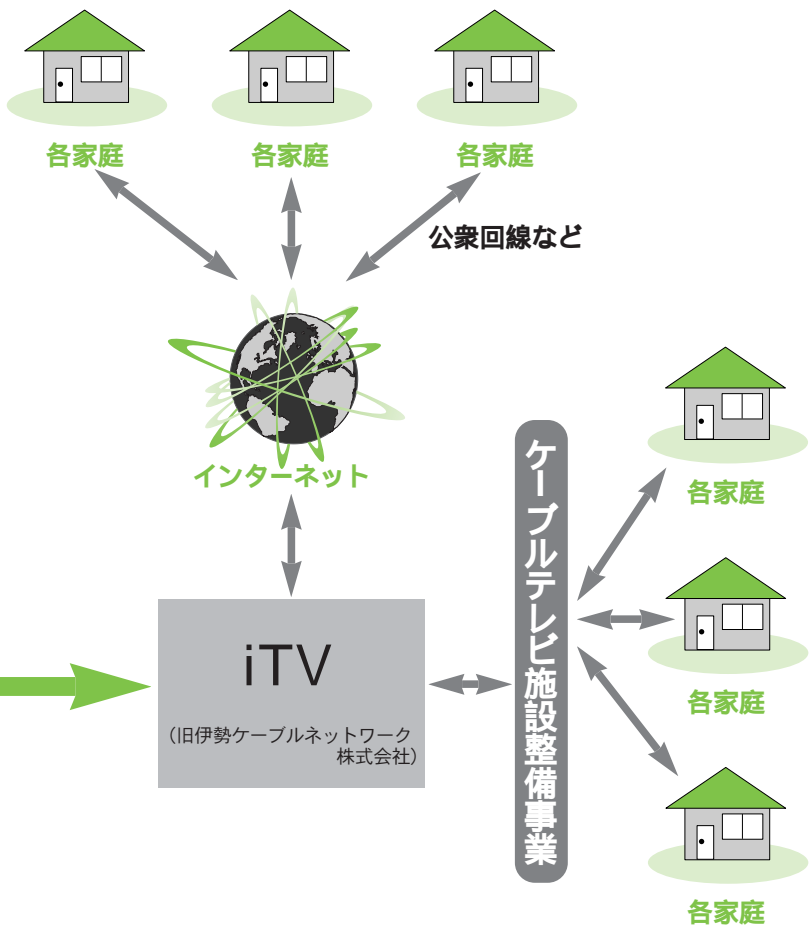 各家庭
各家庭
各家庭
公衆回線など
インターネット
iTV
（旧伊勢ケーブルネットワーク
株式会社）
ケーブルテレビ施設整備事業
各家庭
各家庭
各家庭